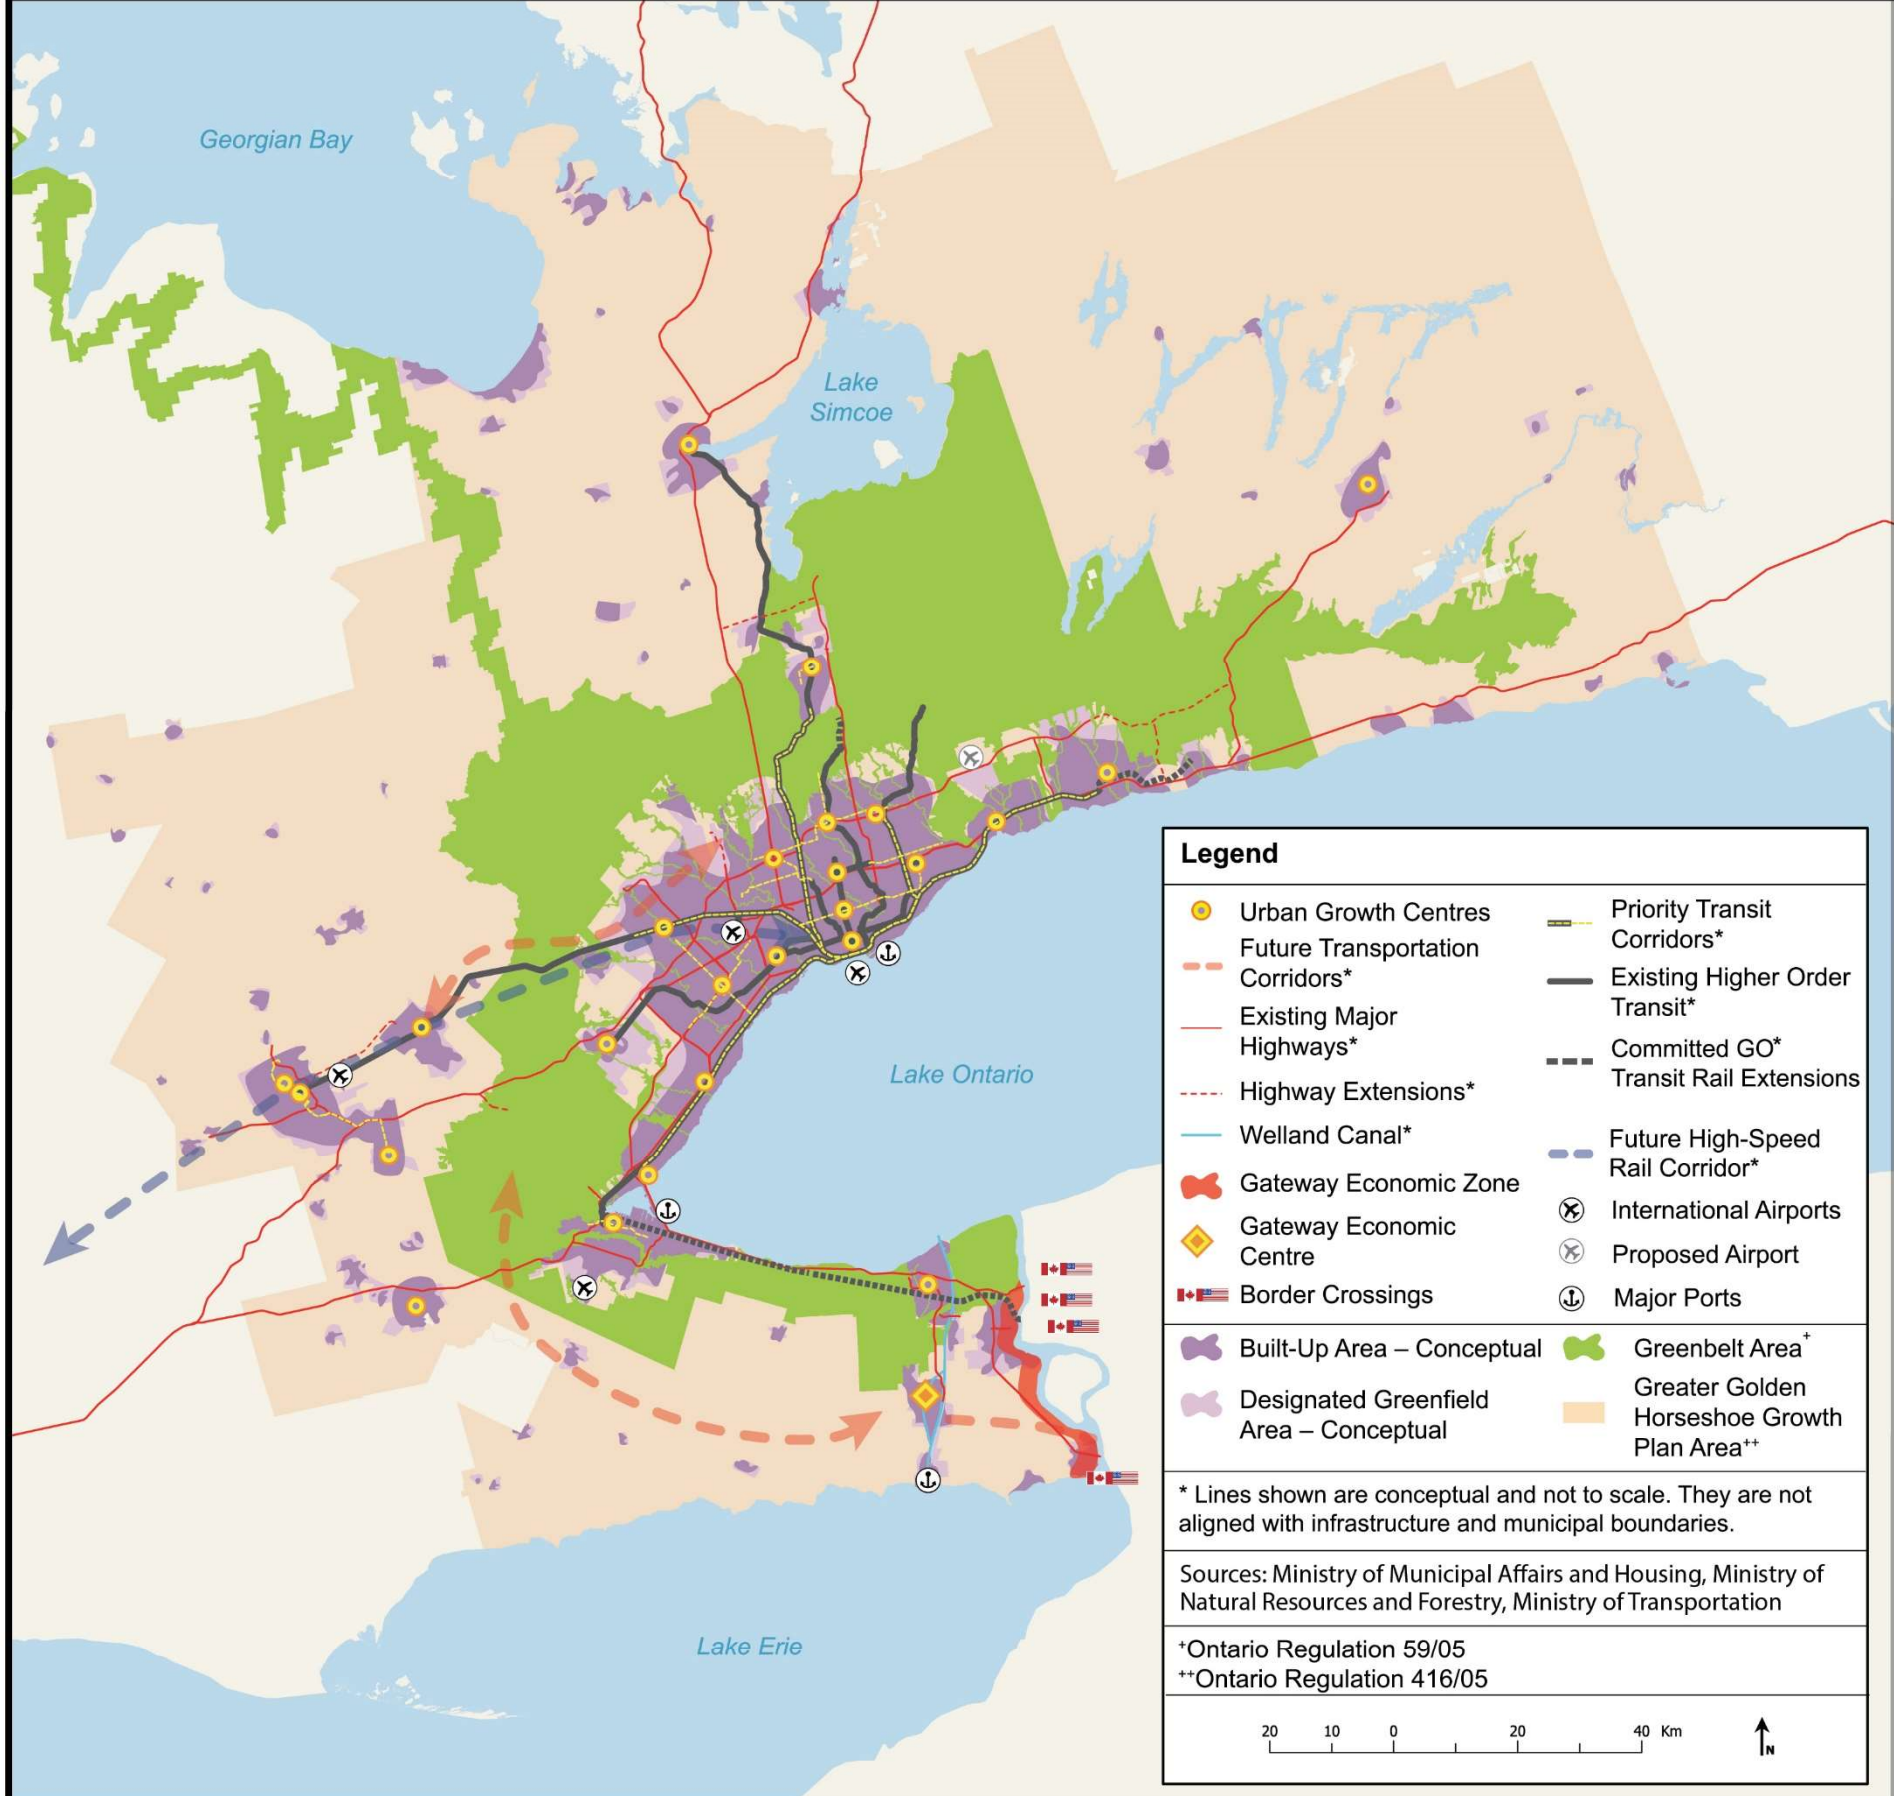 Georgian Bay
Lake
Simcoe
Lake Ontario
Lake Erie
Legend
Urban Growth Centres
Future Transportation
Corridors*
Existing Major
Highways*
Highway Extensions*
Welland Canal*
Gateway Economic Zone
Gateway Economic
Centre
Border Crossings
Priority Transit
Corridors*
Existing Higher Order
Transit*
Committed GO*
Transit Rail Extensions
Future High-Speed
Rail Corridor*
International Airports
Proposed Airport
Major Ports
Built-Up Area – Conceptual
Designated Greenfield
Area – Conceptual
Greenbelt Area+
Greater Golden
Horseshoe Growth
Plan Area++
* Lines shown are conceptual and not to scale. They are not
aligned with infrastructure and municipal boundaries.
Sources: Ministry of Municipal Affairs and Housing, Ministry of
Natural Resources and Forestry, Ministry of Transportation
+Ontario Regulation 59/05
++Ontario Regulation 416/05
20 10 0 20 40 Km
N